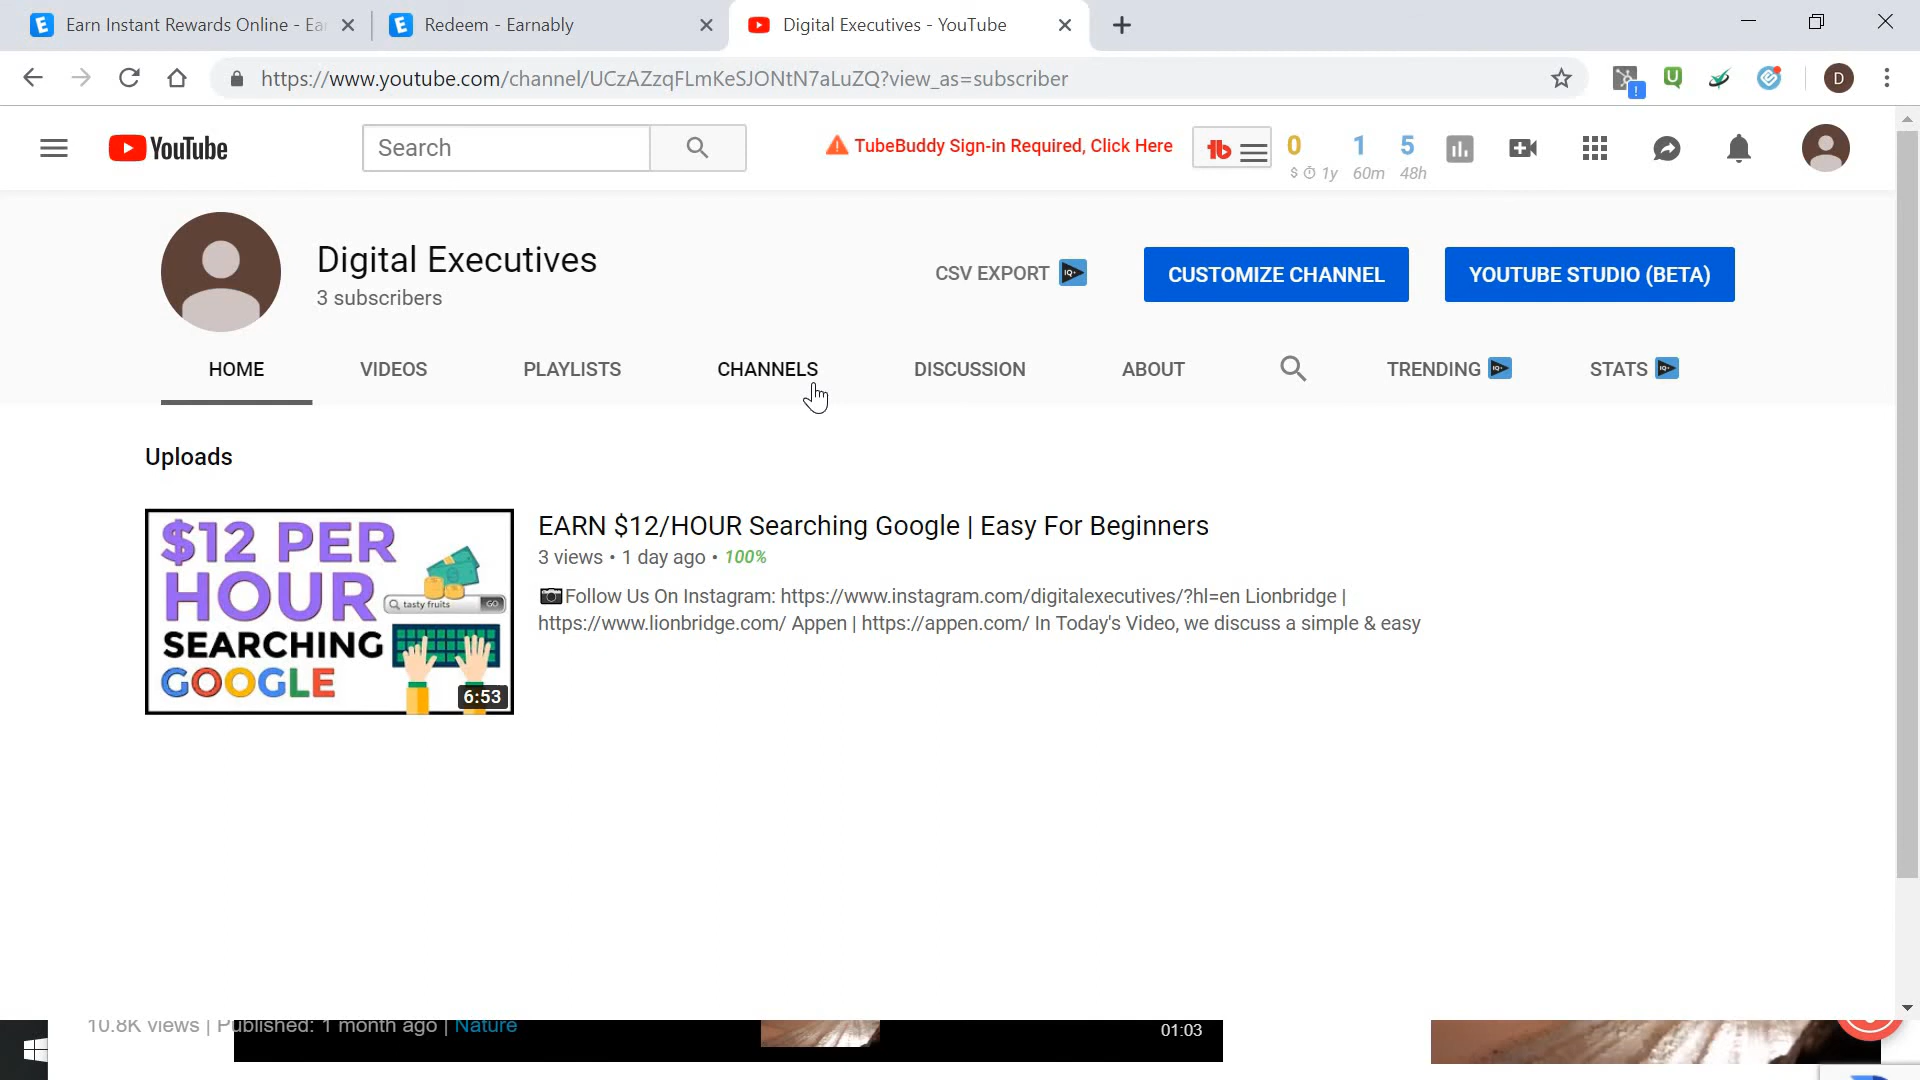 Earn Instant Rewards Online - Ear
Redeem - Earnably
Digital Executives - YouTube
https://www.youtube.com/channel/UCzAZzqFLmKeSJONtN7aLuZQ?view_as=subscriber
D
YouTube
Search
TubeBuddy Sign-in Required, Click Here
0 1 5
$ 1y 60m 48h
Digital Executives
3 subscribers
CSV EXPORT
CUSTOMIZE CHANNEL
YOUTUBE STUDIO (BETA)
HOME VIDEOS PLAYLISTS CHANNELS DISCUSSION ABOUT TRENDING STATS
Uploads
$12 PER
HOUR
tasty fruits GO
SEARCHING
GOOGLE
6:53
EARN $12/HOUR Searching Google | Easy For Beginners
3 views • 1 day ago • 100%
📷Follow Us On Instagram: https://www.instagram.com/digitalexecutives/?hl=en Lionbridge |
https://www.lionbridge.com/ Appen | https://appen.com/ In Today's Video, we discuss a simple & easy
10.8K views | Published: 1 month ago | Nature
01:03